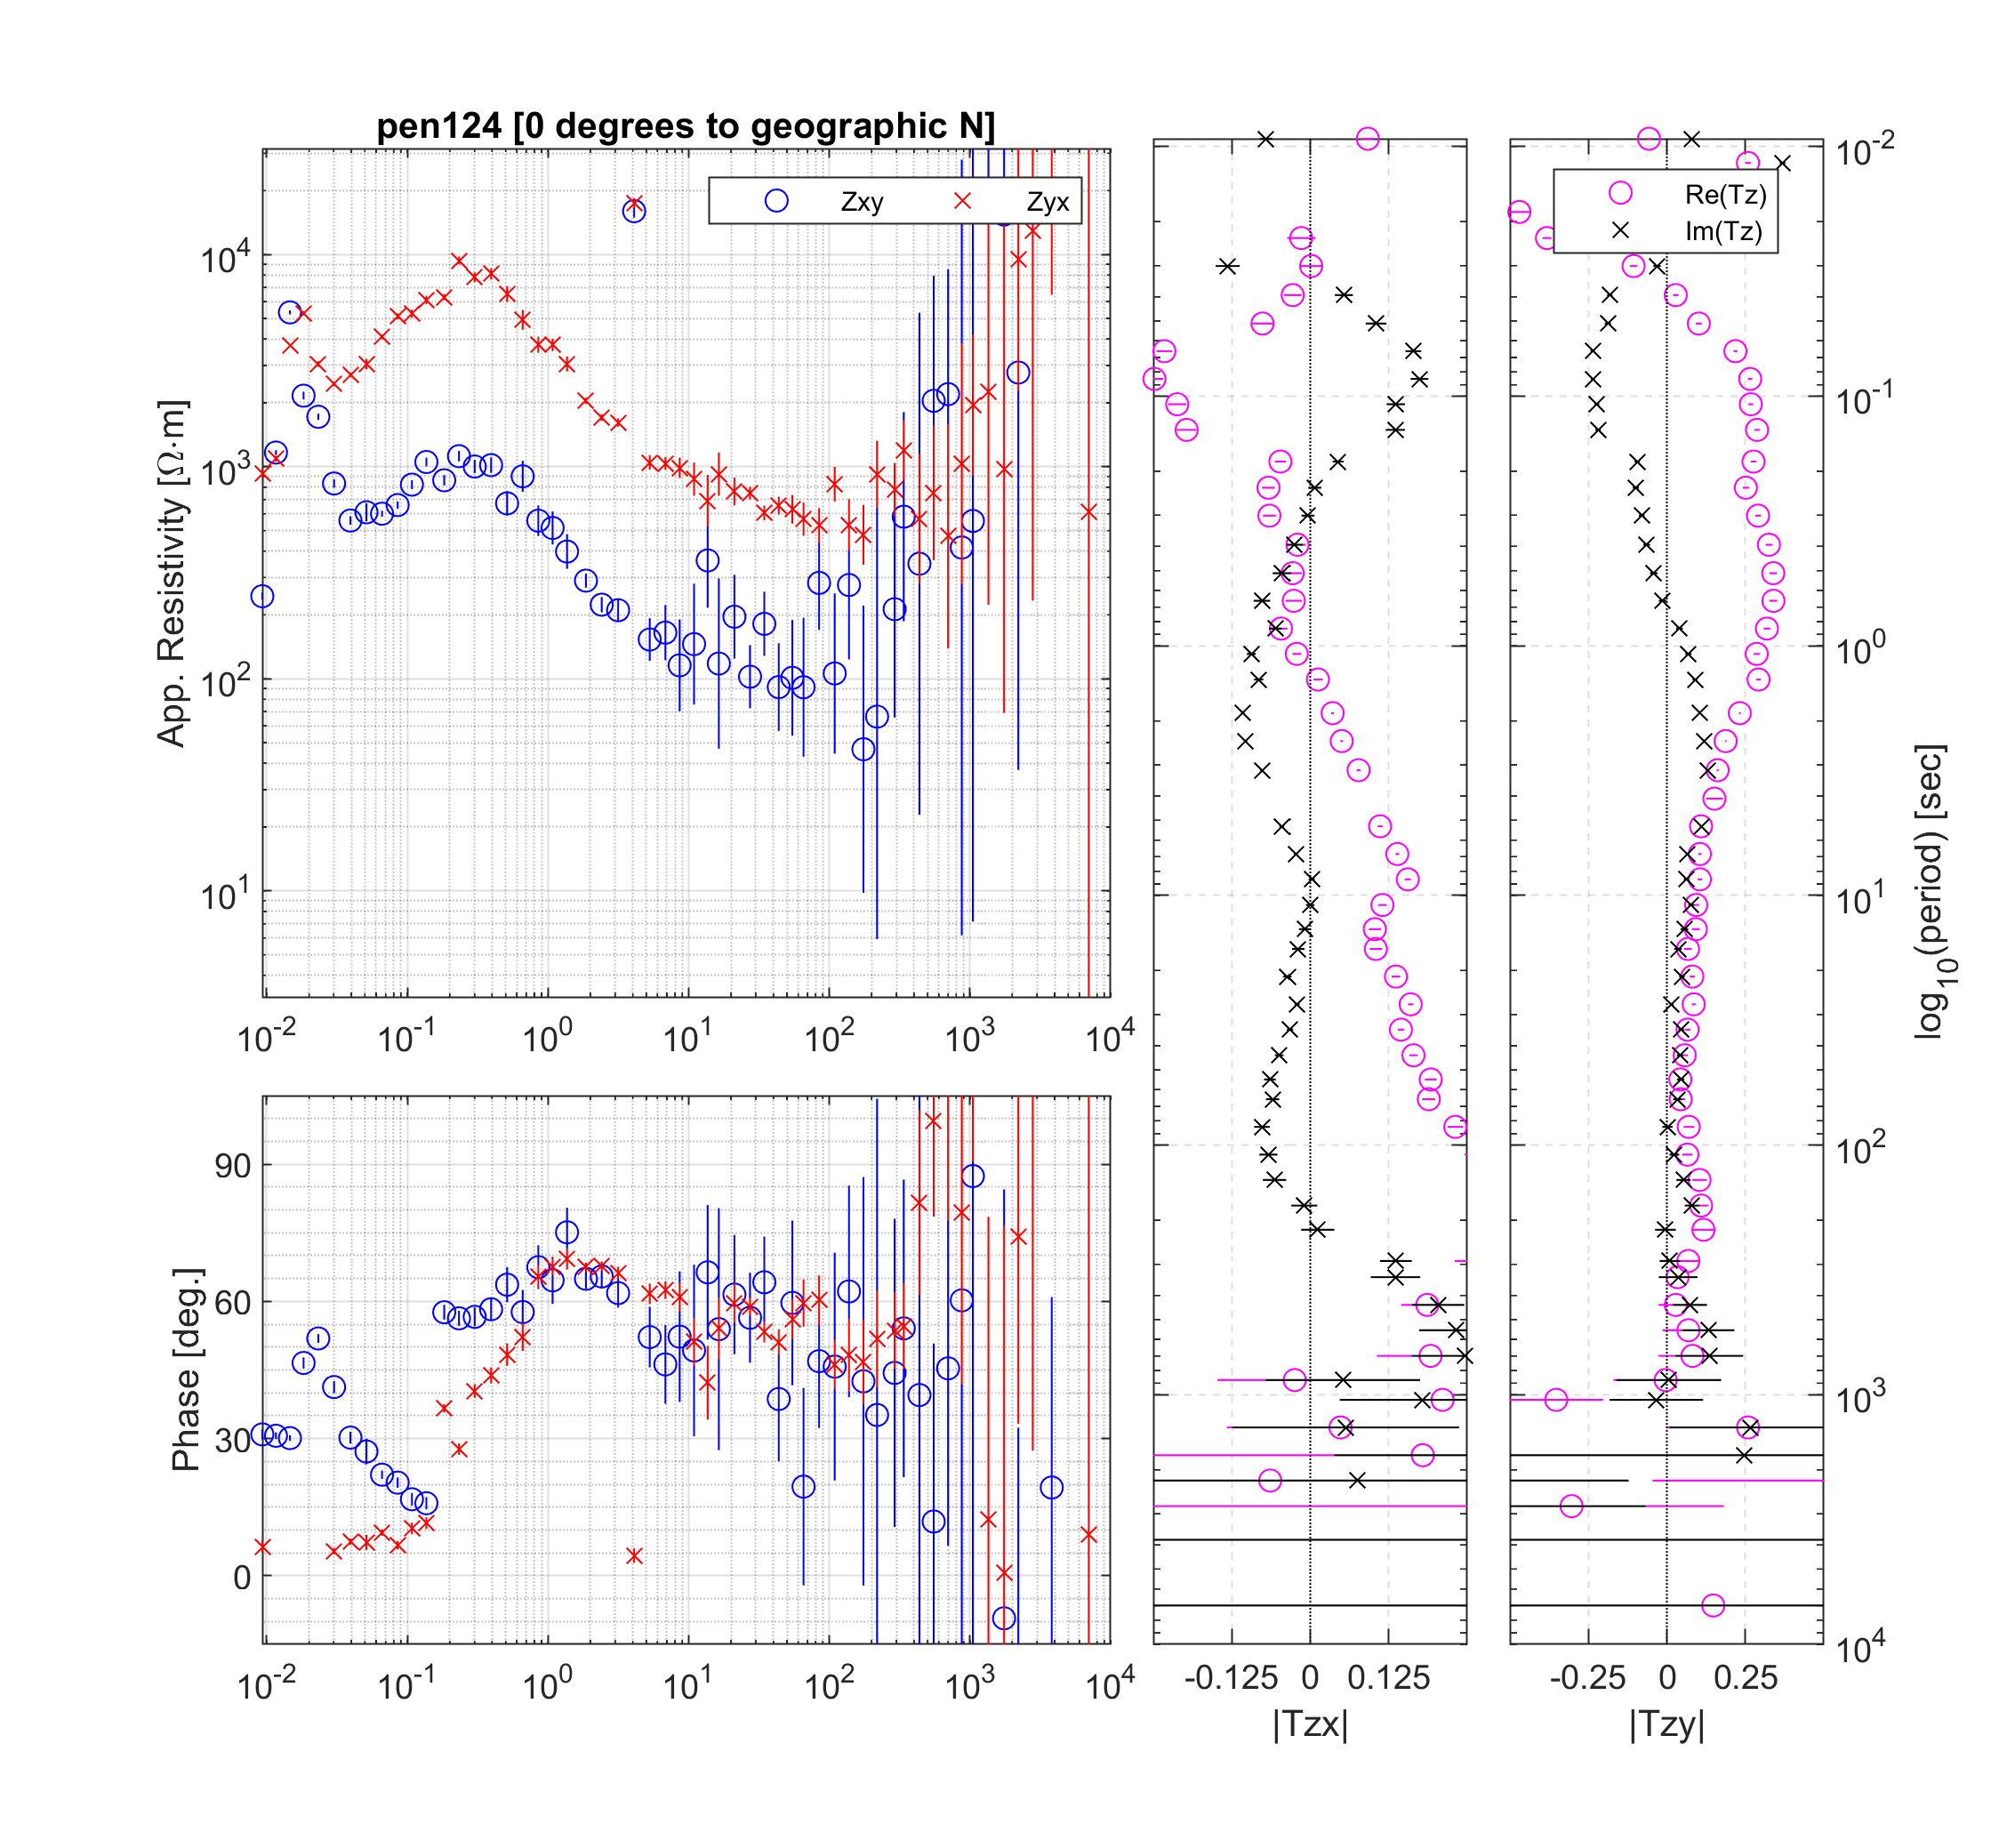 pen124 [0 degrees to geographic N]
App. Resistivity [Ω·m]
10^4
10^3
10^2
10^1
Zxy Zyx
10^-2 10^-1 10^0 10^1 10^2 10^3 10^4
Phase [deg.]
90
60
30
0
10^-2 10^-1 10^0 10^1 10^2 10^3 10^4
-0.125 0 0.125
|Tzx|
Re(Tz)
Im(Tz)
-0.25 0 0.25
|Tzy|
10^-2
10^-1
10^0
10^1
10^2
10^3
10^4
log_10(period) [sec]